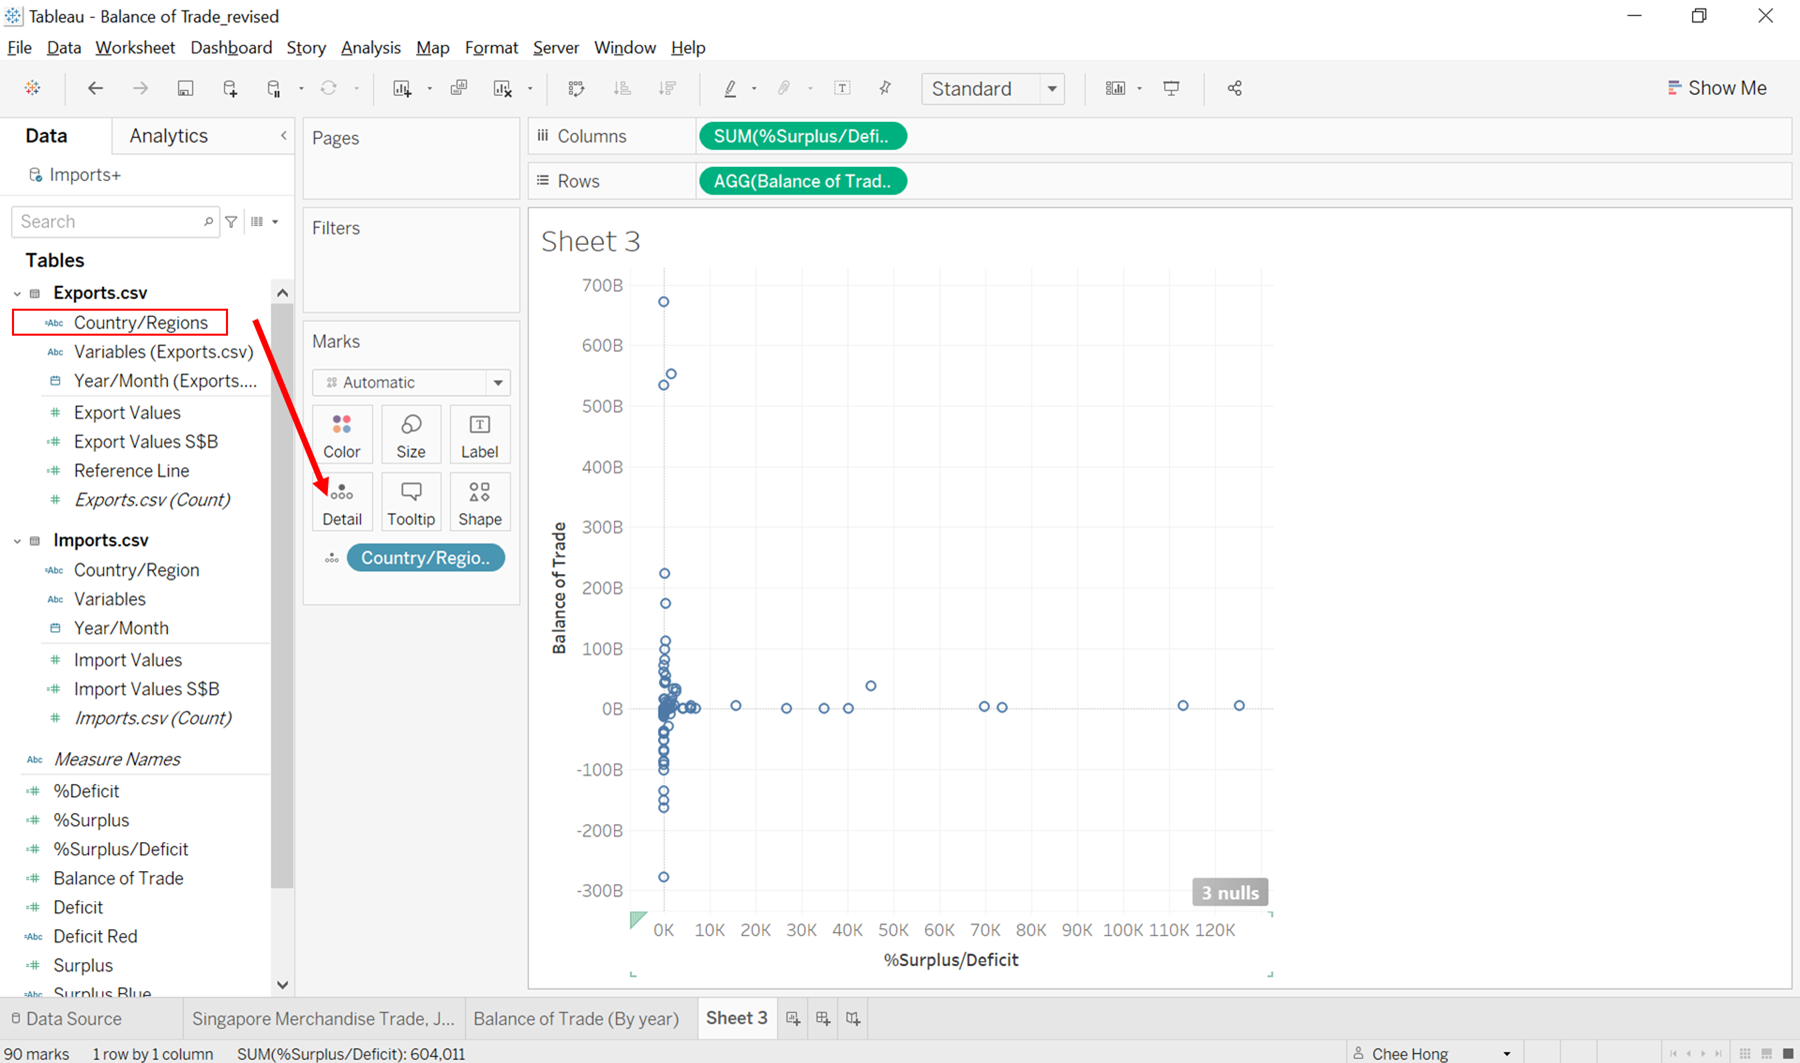 Tableau - Balance of Trade_revised
File Data Worksheet Dashboard Story Analysis Map Format Server Window Help
Standard
Show Me
Data
Analytics
Imports+
Search
Tables
Exports.csv
Abc Country/Regions
Abc Variables (Exports.csv)
Year/Month (Exports....
# Export Values
=# Export Values S$B
=# Reference Line
# Exports.csv (Count)
Imports.csv
=Abc Country/Region
Abc Variables
Year/Month
# Import Values
=# Import Values S$B
# Imports.csv (Count)
Abc Measure Names
=# %Deficit
=# %Surplus
=# %Surplus/Deficit
=# Balance of Trade
=# Deficit
=Abc Deficit Red
=# Surplus
=Abc Surplus Blue
Pages
Filters
Marks
Automatic
Color Size Label
Detail Tooltip Shape
Country/Regio..
Columns SUM(%Surplus/Defi..
Rows AGG(Balance of Trad..
Sheet 3
700B
600B
500B
400B
300B
200B
100B
0B
-100B
-200B
-300B
Balance of Trade
3 nulls
0K 10K 20K 30K 40K 50K 60K 70K 80K 90K 100K 110K 120K
%Surplus/Deficit
Data Source
Singapore Merchandise Trade, J...
Balance of Trade (By year)
Sheet 3
90 marks 1 row by 1 column SUM(%Surplus/Deficit): 604,011
Chee Hong